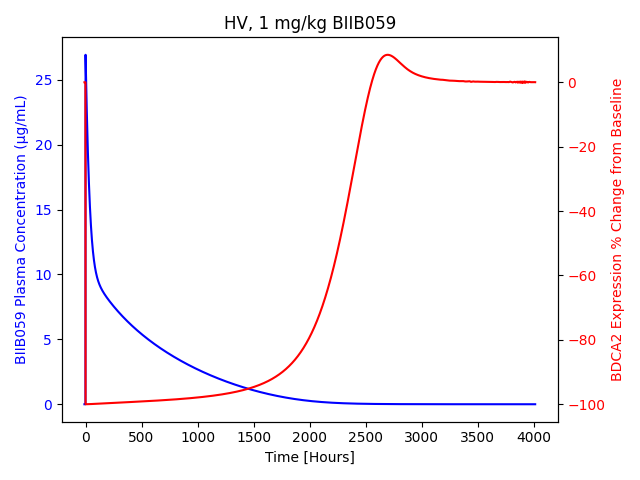 HV, 1 mg/kg BIIB059
BIIB059 Plasma Concentration (μg/mL)
25
20
15
10
5
0
0
−20
−40
−60
−80
−100
BDCA2 Expression % Change from Baseline
0 500 1000 1500 2000 2500 3000 3500 4000
Time [Hours]